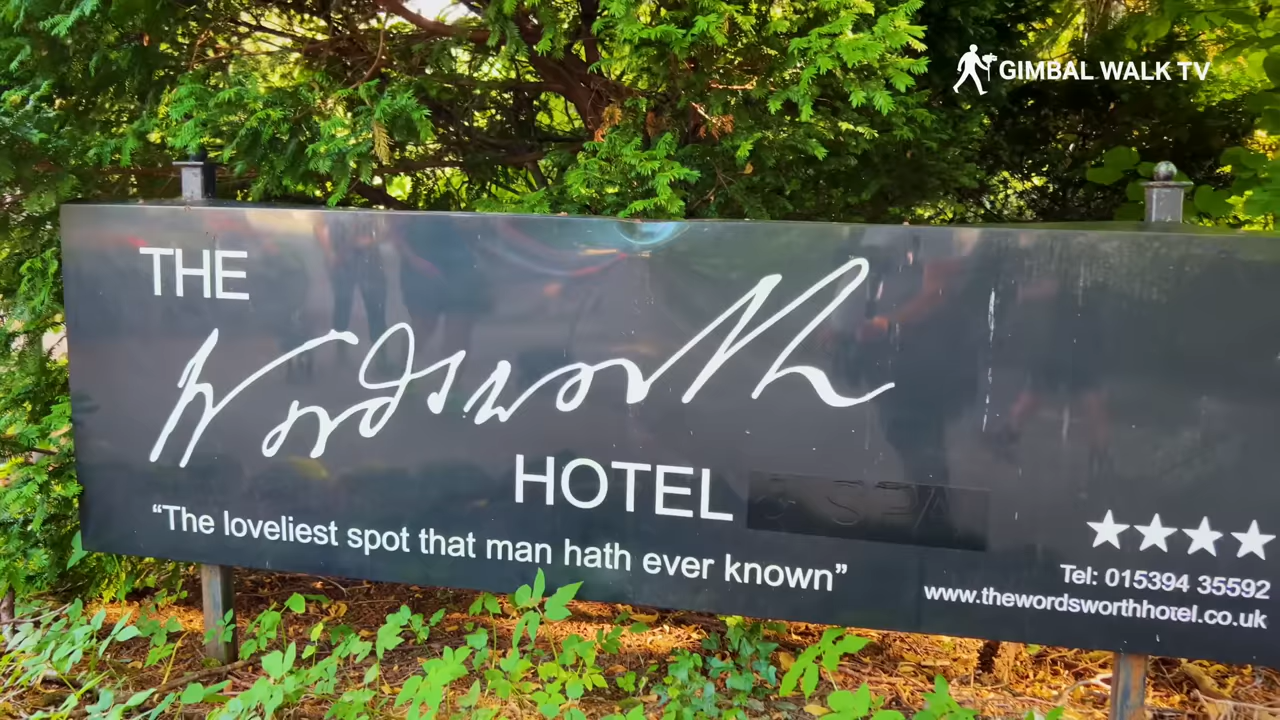 GIMBAL WALK TV
THE
Wordsworth
HOTEL
“The loveliest spot that man hath ever known”
Tel: 015394 35592
www.thewordsworthhotel.co.uk